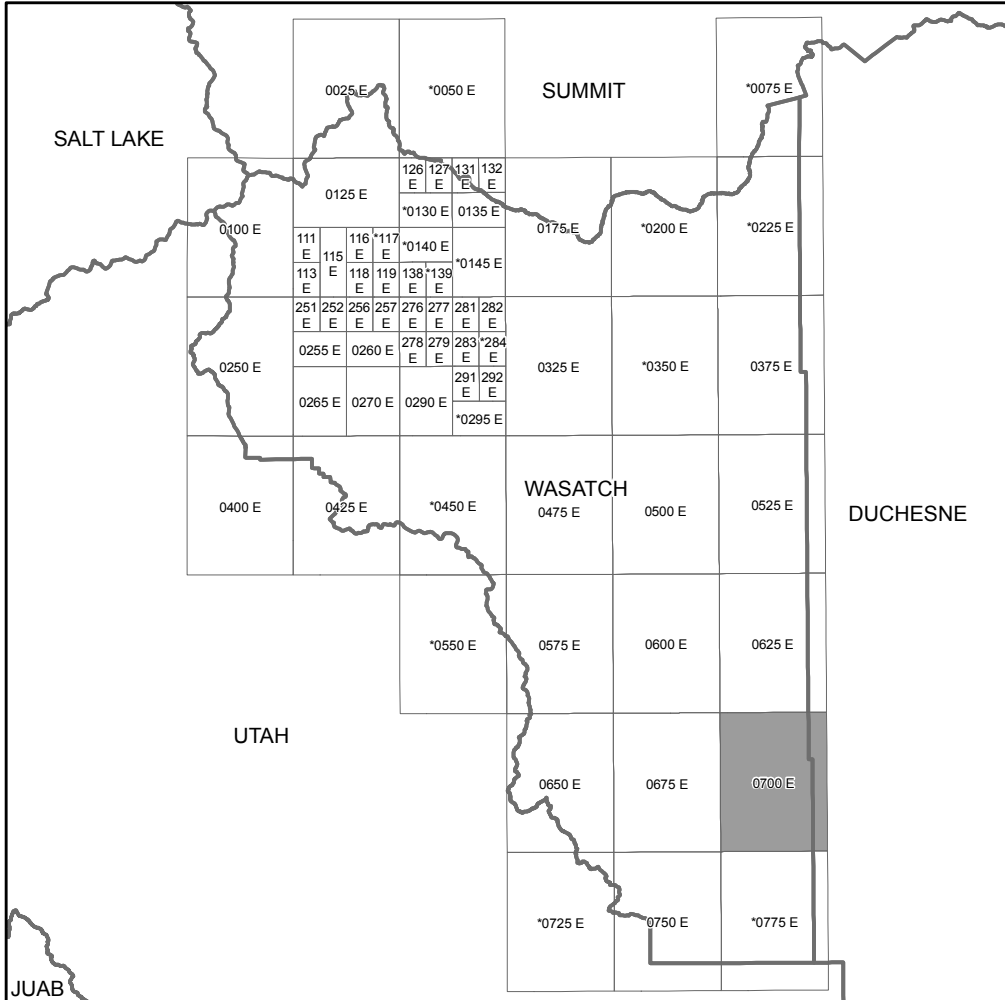 0025 E
*0050 E
SUMMIT
*0075 E
SALT LAKE
126 E
127 E
131 E
132 E
0125 E
*0130 E
0135 E
0100 E
0175 E
*0200 E
*0225 E
111 E
115 E
116 E
*117 E
*0140 E
*0145 E
113 E
118 E
119 E
138 E
*139 E
251 E
252 E
256 E
257 E
276 E
277 E
281 E
282 E
0255 E
0260 E
278 E
279 E
283 E
*284 E
0250 E
0325 E
*0350 E
0375 E
0265 E
0270 E
0290 E
291 E
292 E
*0295 E
WASATCH
0400 E
0425 E
*0450 E
0475 E
0500 E
0525 E
DUCHESNE
*0550 E
0575 E
0600 E
0625 E
UTAH
0650 E
0675 E
0700 E
*0725 E
0750 E
*0775 E
JUAB